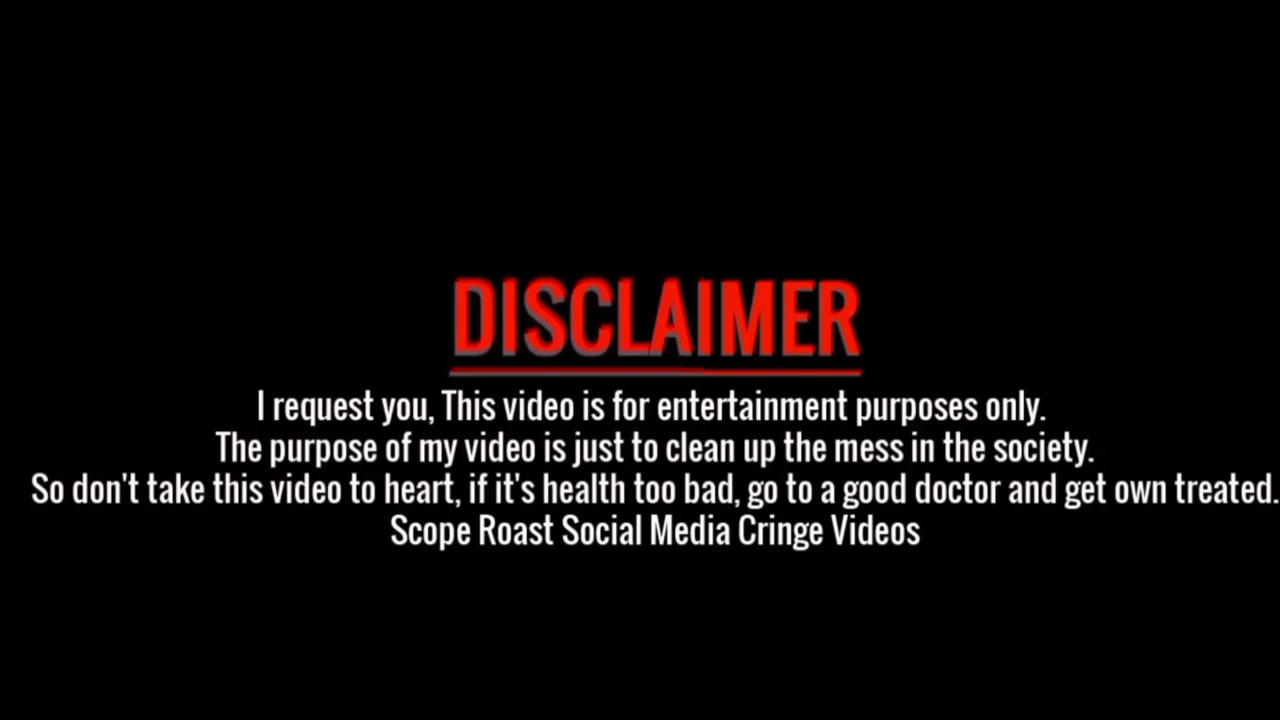 DISCLAIMER
I request you, This video is for entertainment purposes only.
The purpose of my video is just to clean up the mess in the society.
So don't take this video to heart, if it's health too bad, go to a good doctor and get own treated.
Scope Roast Social Media Cringe Videos